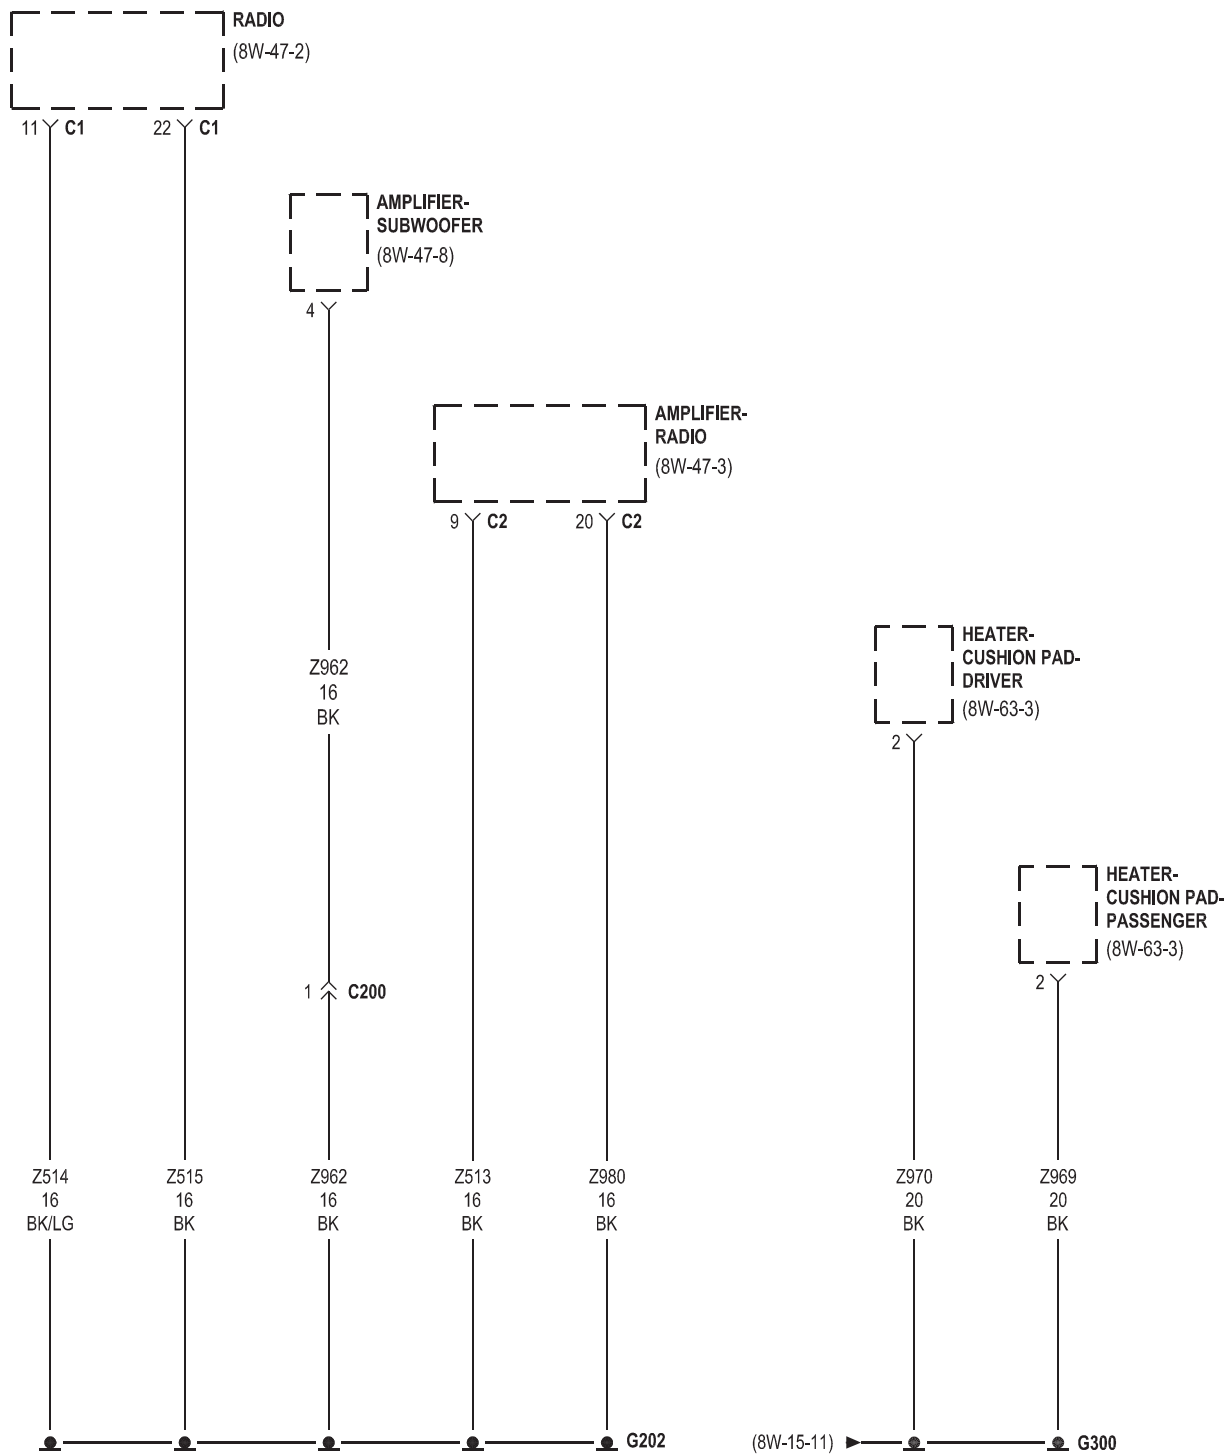 RADIO
(8W-47-2)
11 C1
22 C1
AMPLIFIER-
SUBWOOFER
(8W-47-8)
4
AMPLIFIER-
RADIO
(8W-47-3)
9 C2
20 C2
HEATER-
CUSHION PAD-
DRIVER
(8W-63-3)
2
Z962
16
BK
HEATER-
CUSHION PAD-
PASSENGER
(8W-63-3)
2
1 C200
Z514
16
BK/LG
Z515
16
BK
Z962
16
BK
Z513
16
BK
Z980
16
BK
Z970
20
BK
Z969
20
BK
G202
(8W-15-11)
G300